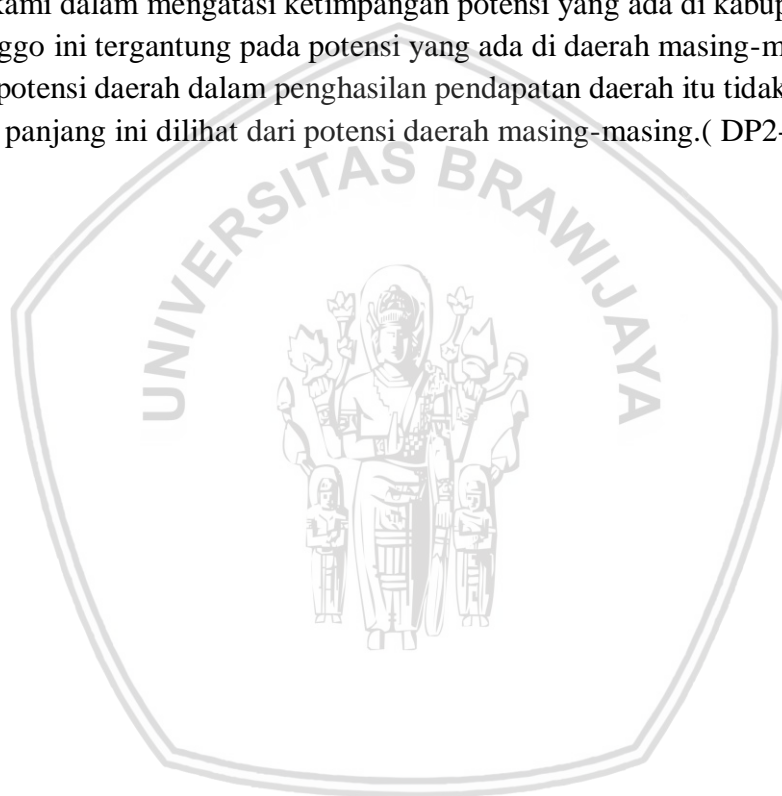 kami dalam mengatasi ketimpangan potensi yang ada di kabup
ggo ini tergantung pada potensi yang ada di daerah masing-m
potensi daerah dalam penghasilan pendapatan daerah itu tidak
panjang ini dilihat dari potensi daerah masing-masing.( DP2-
UNIVERSITAS BRAWIJAYA